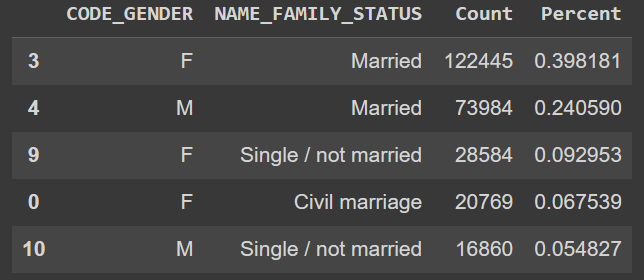 CODE_GENDER NAME_FAMILY_STATUS Count Percent
3 F Married 122445 0.398181
4 M Married 73984 0.240590
9 F Single / not married 28584 0.092953
0 F Civil marriage 20769 0.067539
10 M Single / not married 16860 0.054827